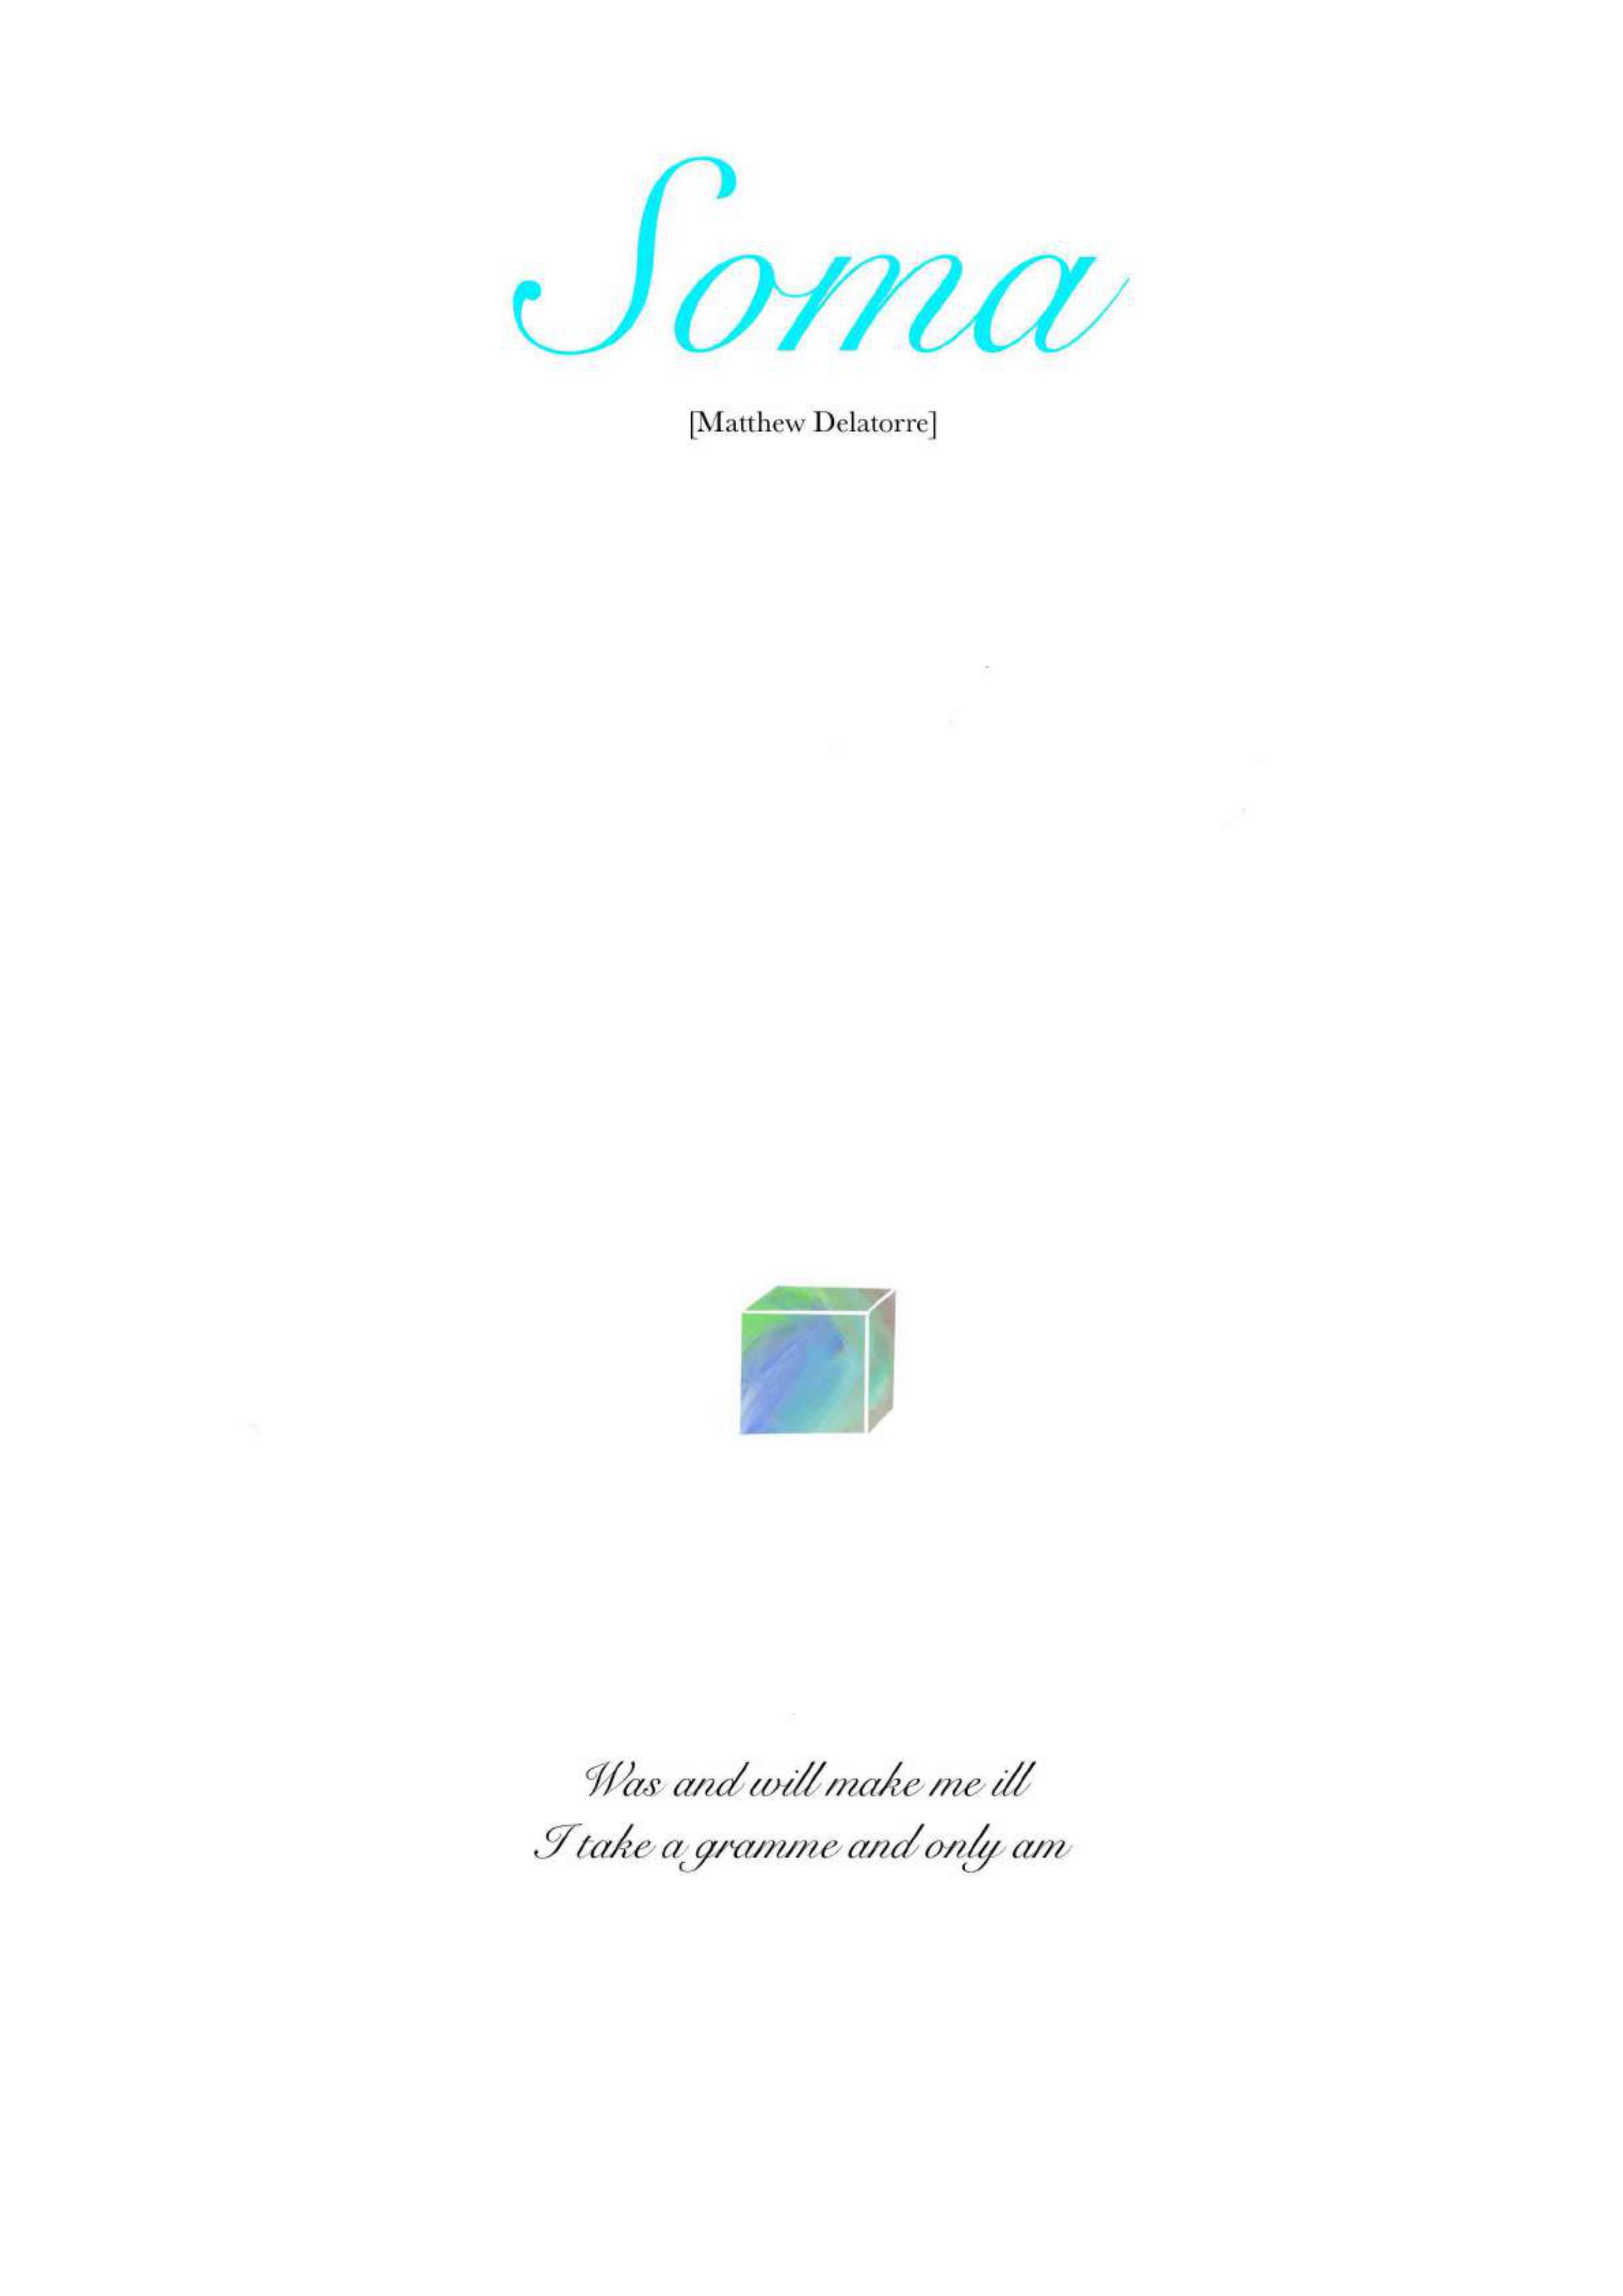 Soma
[Matthew Delatorre]
Was and will make me ill
I take a gramme and only am